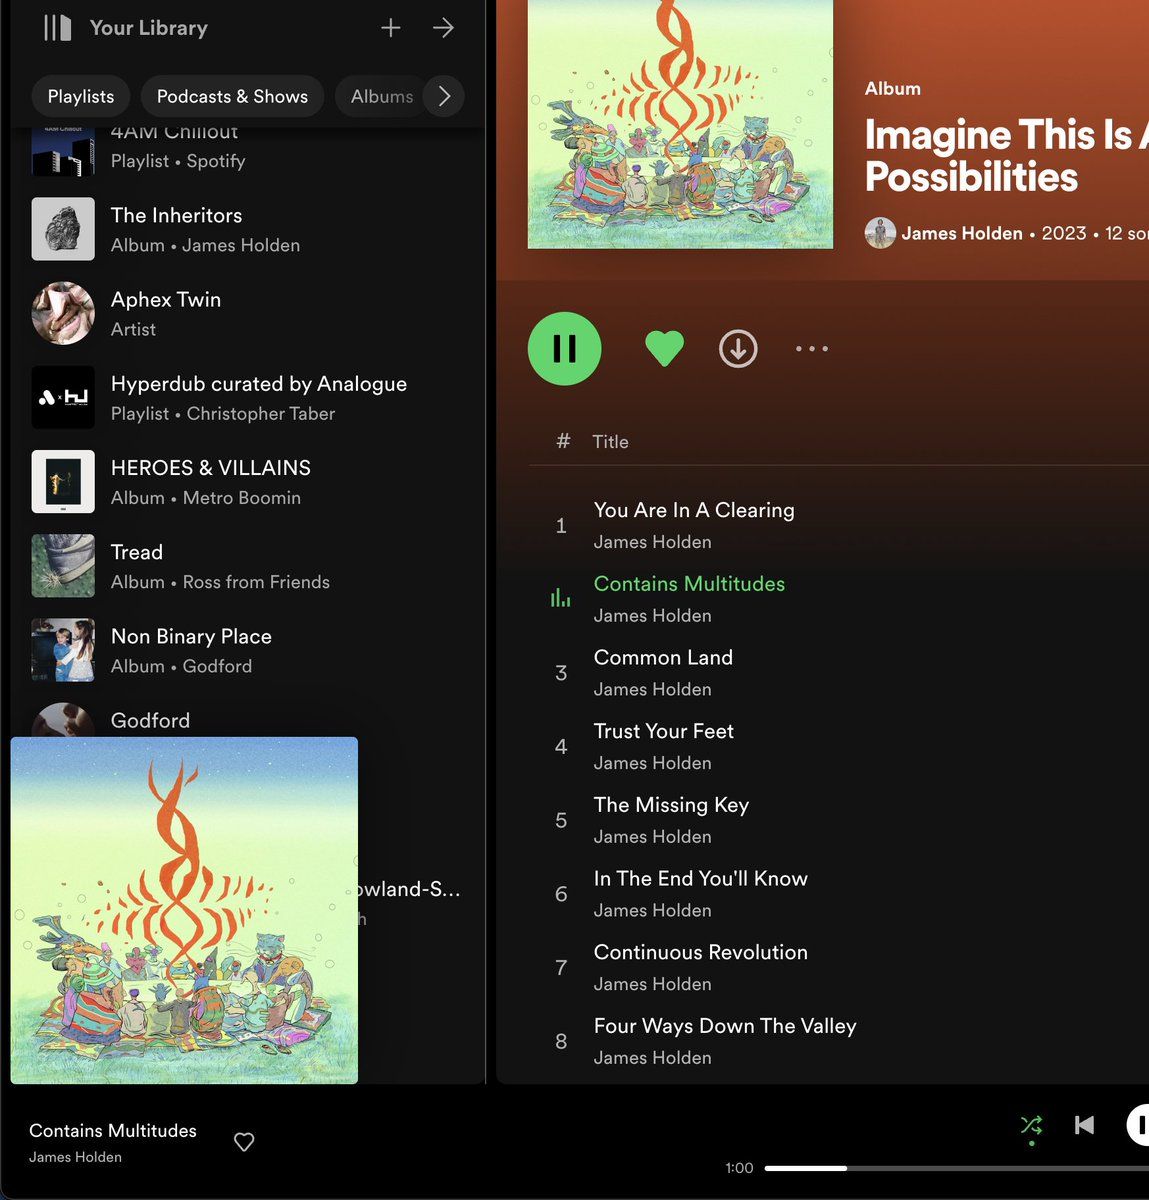 Your Library
Playlists
Podcasts & Shows
Albums
4AM Chillout
Playlist • Spotify
The Inheritors
Album • James Holden
Aphex Twin
Artist
Hyperdub curated by Analogue
Playlist • Christopher Taber
HEROES & VILLAINS
Album • Metro Boomin
Tread
Album • Ross from Friends
Non Binary Place
Album • Godford
Godford
owland-S...
h
Contains Multitudes
James Holden
Album
Imagine This Is A
Possibilities
James Holden • 2023 • 12 so
# Title
1
You Are In A Clearing
James Holden
Contains Multitudes
James Holden
3
Common Land
James Holden
4
Trust Your Feet
James Holden
5
The Missing Key
James Holden
6
In The End You'll Know
James Holden
7
Continuous Revolution
James Holden
8
Four Ways Down The Valley
James Holden
1:00